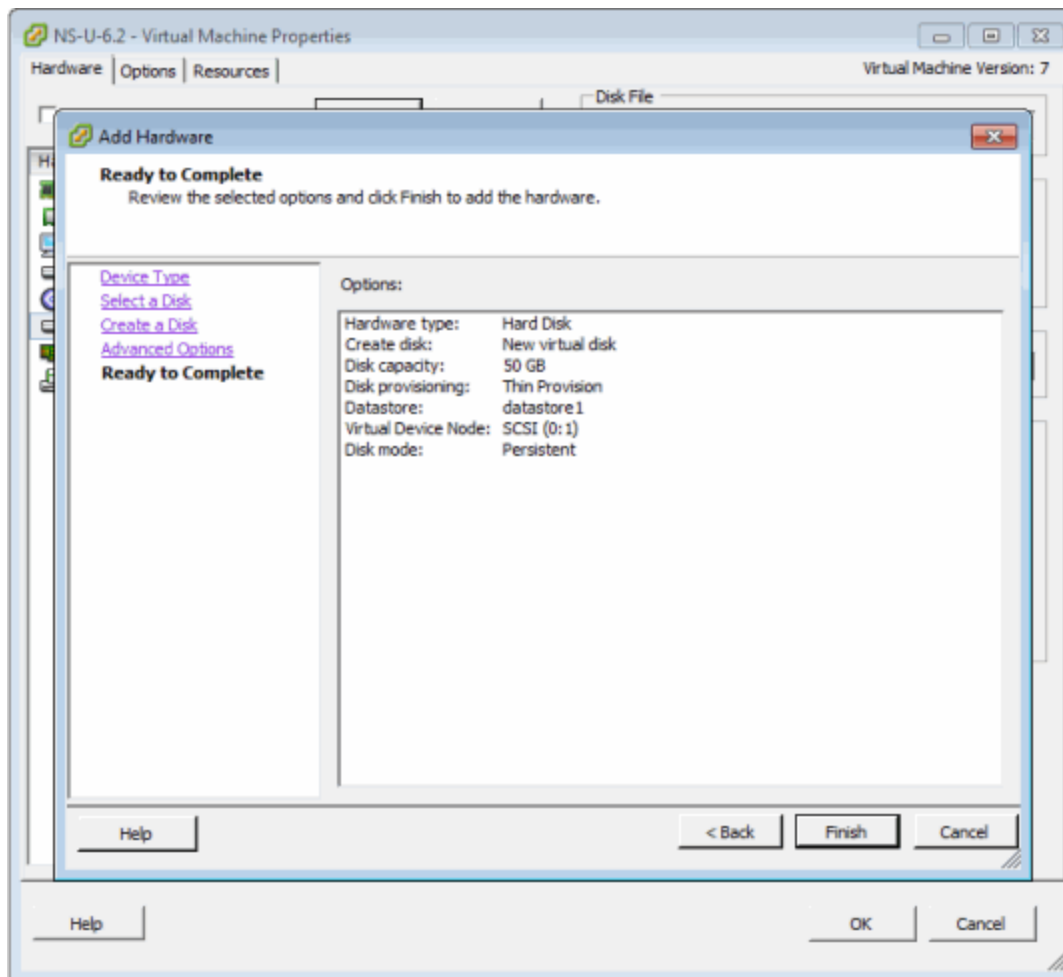 NS-U-6.2 - Virtual Machine Properties
Hardware Options Resources Virtual Machine Version: 7
Disk File
Add Hardware
Ready to Complete
Review the selected options and click Finish to add the hardware.
Device Type
Select a Disk
Create a Disk
Advanced Options
Ready to Complete
Options:
Hardware type: Hard Disk
Create disk: New virtual disk
Disk capacity: 50 GB
Disk provisioning: Thin Provision
Datastore: datastore1
Virtual Device Node: SCSI (0:1)
Disk mode: Persistent
Help < Back Finish Cancel
Help OK Cancel